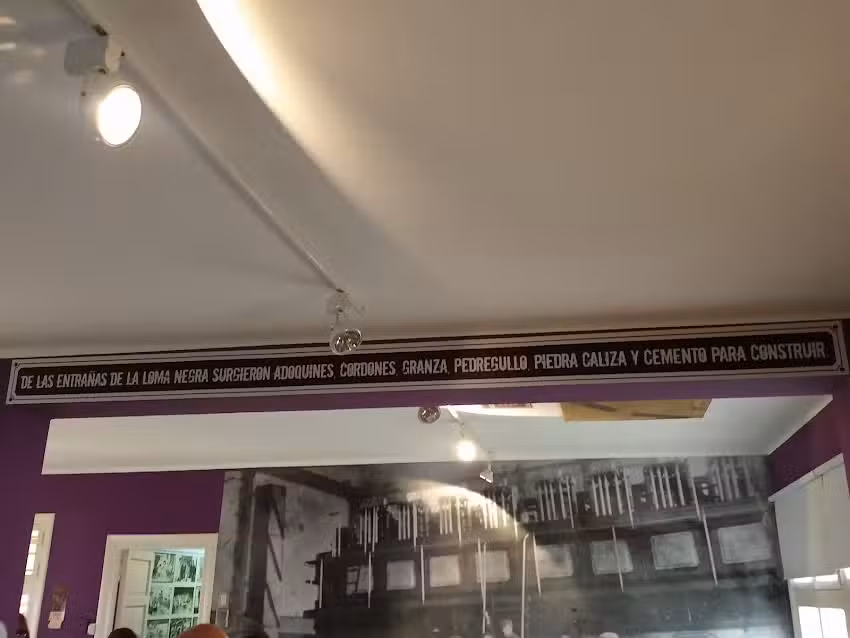 DE LAS ENTRAÑAS DE LA LOMA NEGRA SURGIERON ADOQUINES, CORDONES, GRANZA, PEDREGULLO, PIEDRA CALIZA Y CEMENTO PARA CONSTRUIR.